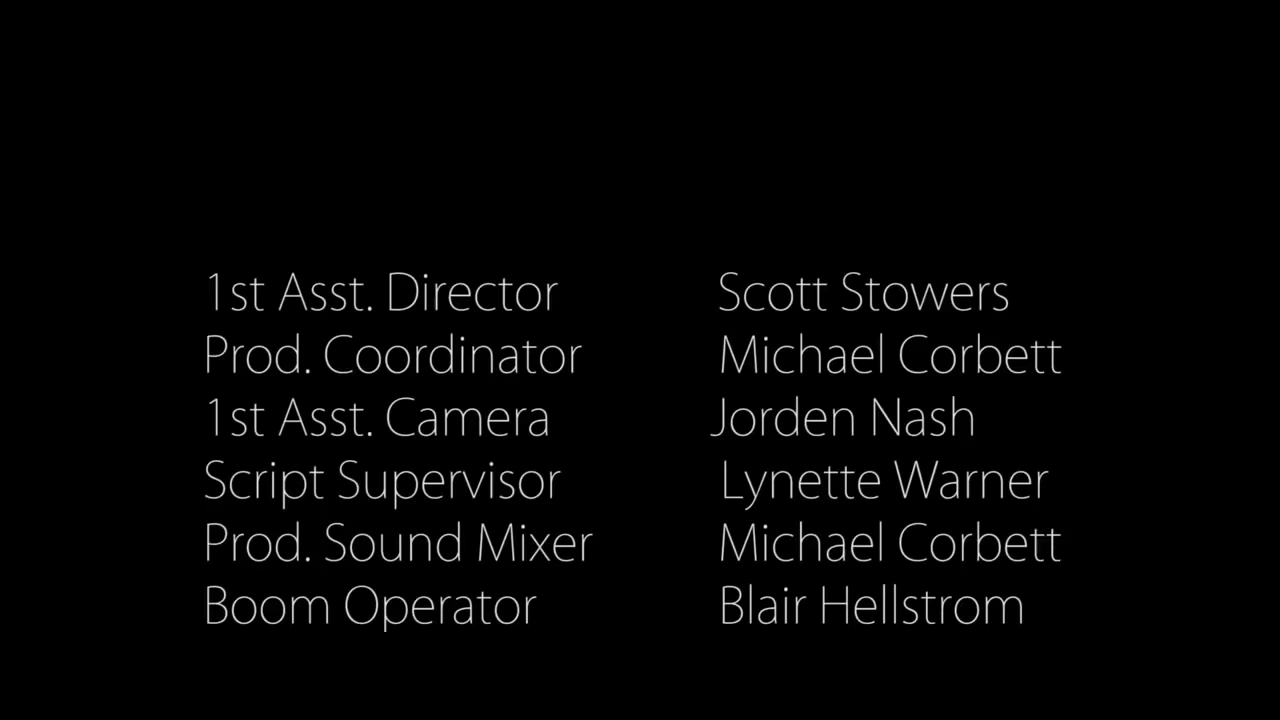 1st Asst. Director Scott Stowers
Prod. Coordinator Michael Corbett
1st Asst. Camera Jorden Nash
Script Supervisor Lynette Warner
Prod. Sound Mixer Michael Corbett
Boom Operator Blair Hellstrom